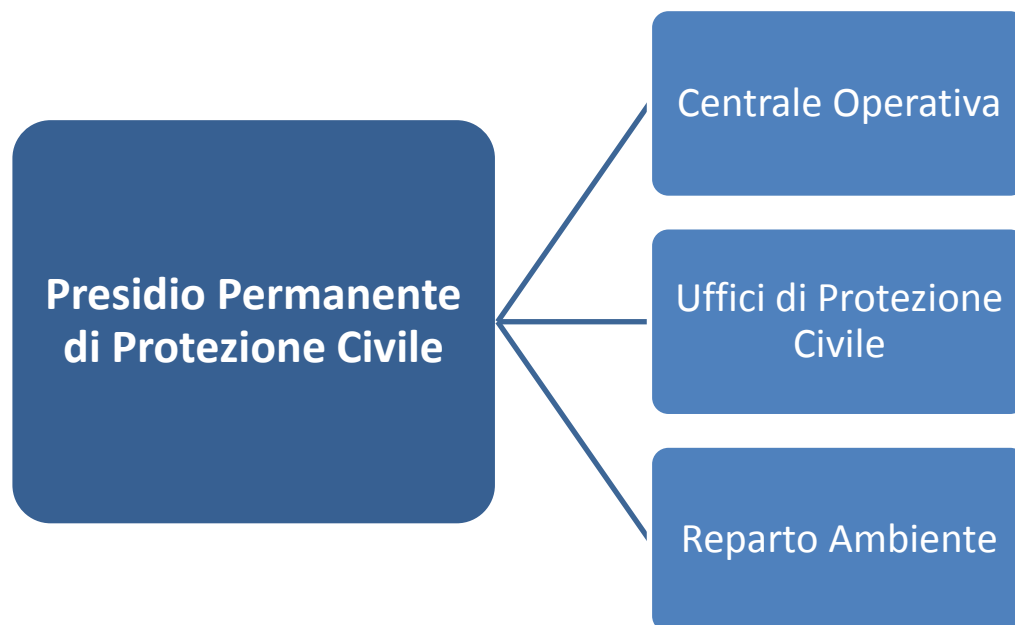 Presidio Permanente
di Protezione Civile
Centrale Operativa
Uffici di Protezione
Civile
Reparto Ambiente